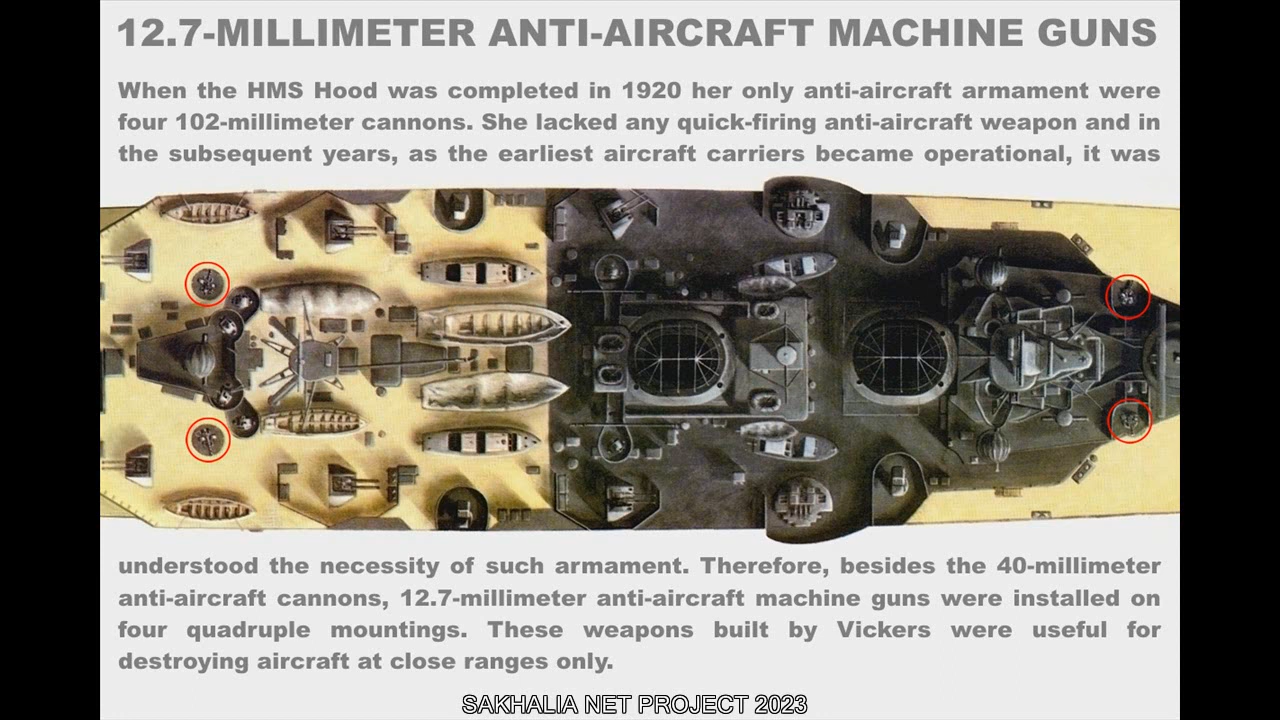 12.7-MILLIMETER ANTI-AIRCRAFT MACHINE GUNS
When the HMS Hood was completed in 1920 her only anti-aircraft armament were
four 102-millimeter cannons. She lacked any quick-firing anti-aircraft weapon and in
the subsequent years, as the earliest aircraft carriers became operational, it was
understood the necessity of such armament. Therefore, besides the 40-millimeter
anti-aircraft cannons, 12.7-millimeter anti-aircraft machine guns were installed on
four quadruple mountings. These weapons built by Vickers were useful for
destroying aircraft at close ranges only.
SAKHALIA NET PROJECT 2023